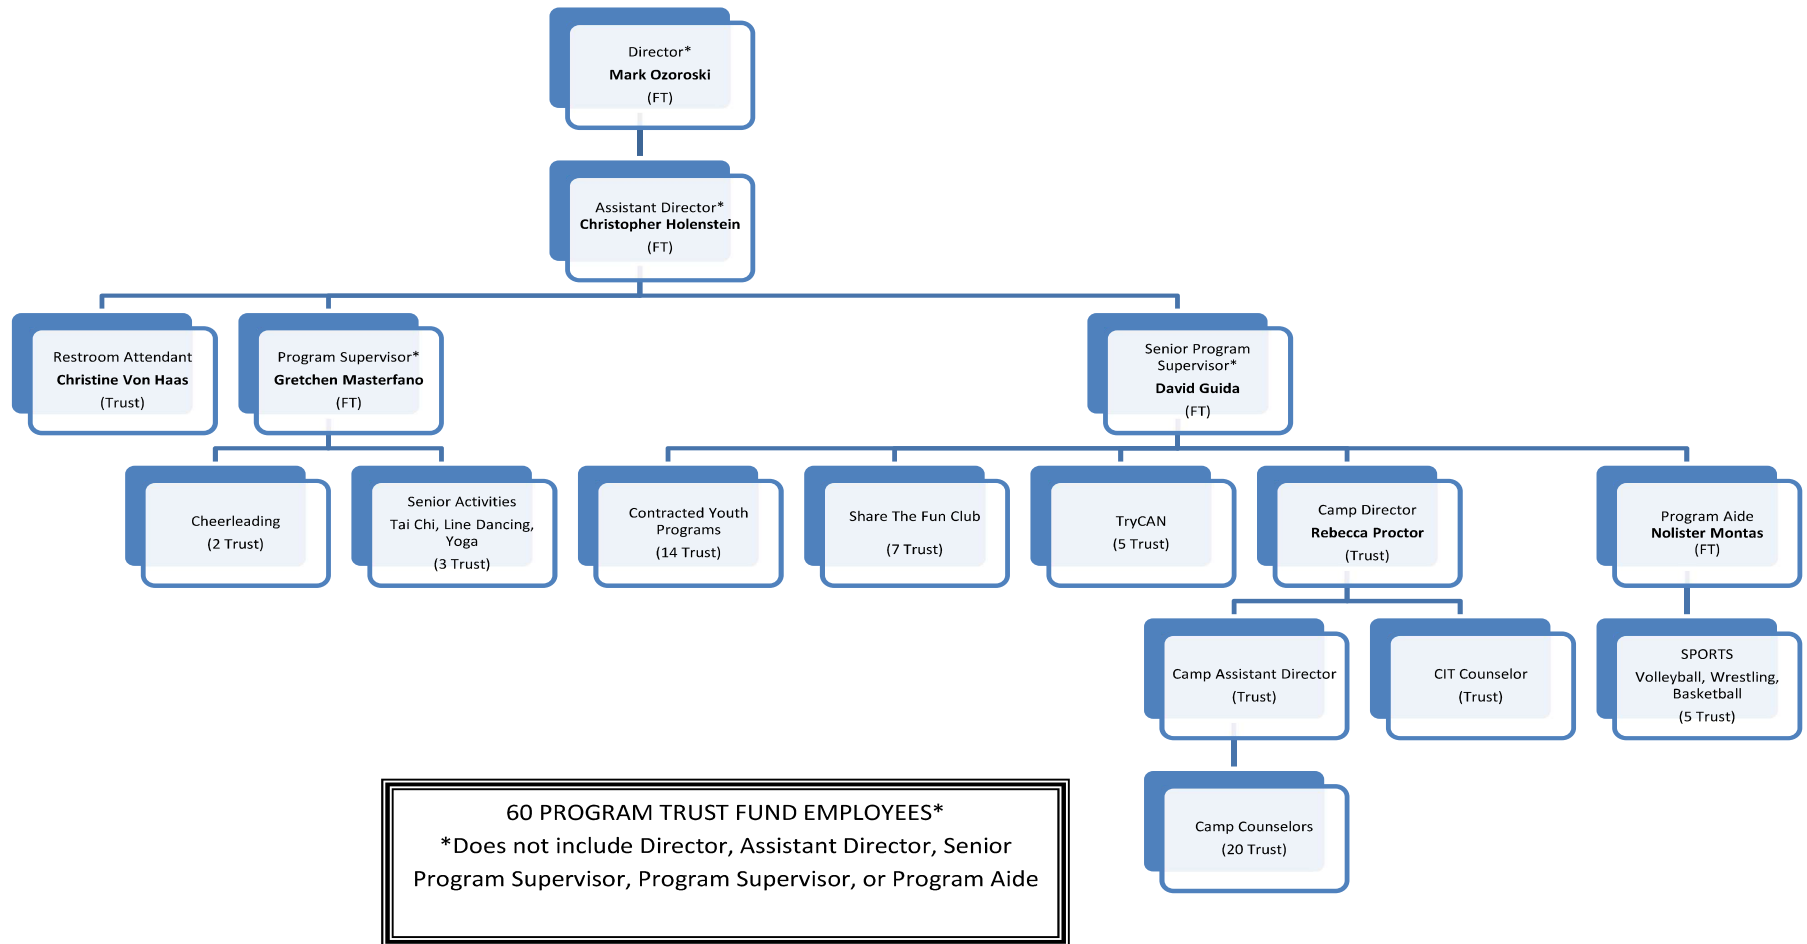 Director*
Mark Ozoroski
(FT)
Assistant Director*
Christopher Holenstein
(FT)
Restroom Attendant
Christine Von Haas
(Trust)
Program Supervisor*
Gretchen Masterfano
(FT)
Senior Program
Supervisor*
David Guida
(FT)
Cheerleading
(2 Trust)
Senior Activities
Tai Chi, Line Dancing,
Yoga
(3 Trust)
Contracted Youth
Programs
(14 Trust)
Share The Fun Club
(7 Trust)
TryCAN
(5 Trust)
Camp Director
Rebecca Proctor
(Trust)
Program Aide
Nolister Montas
(FT)
Camp Assistant Director
(Trust)
CIT Counselor
(Trust)
SPORTS
Volleyball, Wrestling,
Basketball
(5 Trust)
Camp Counselors
(20 Trust)
60 PROGRAM TRUST FUND EMPLOYEES*
*Does not include Director, Assistant Director, Senior
Program Supervisor, Program Supervisor, or Program Aide